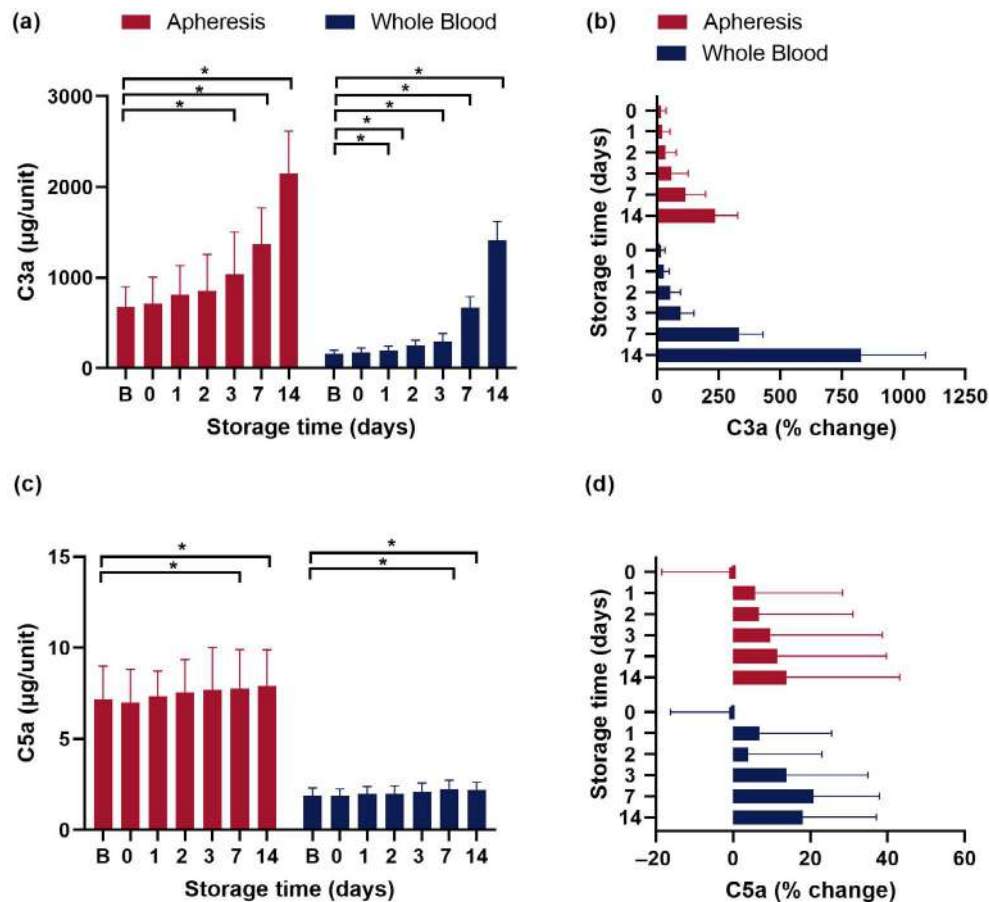 (a)
Apheresis
Whole Blood
* * * * * * * *
3000
2000
1000
0
C3a (µg/unit)
B 0 1 2 3 7 14 B 0 1 2 3 7 14
Storage time (days)
(b)
Apheresis
Whole Blood
Storage time (days)
0
1
2
3
7
14
0
1
2
3
7
14
0 250 500 750 1000 1250
C3a (% change)
(c)
* * * *
15
10
5
0
C5a (µg/unit)
B 0 1 2 3 7 14 B 0 1 2 3 7 14
Storage time (days)
(d)
Storage time (days)
0
1
2
3
7
14
0
1
2
3
7
14
–20 0 20 40 60
C5a (% change)